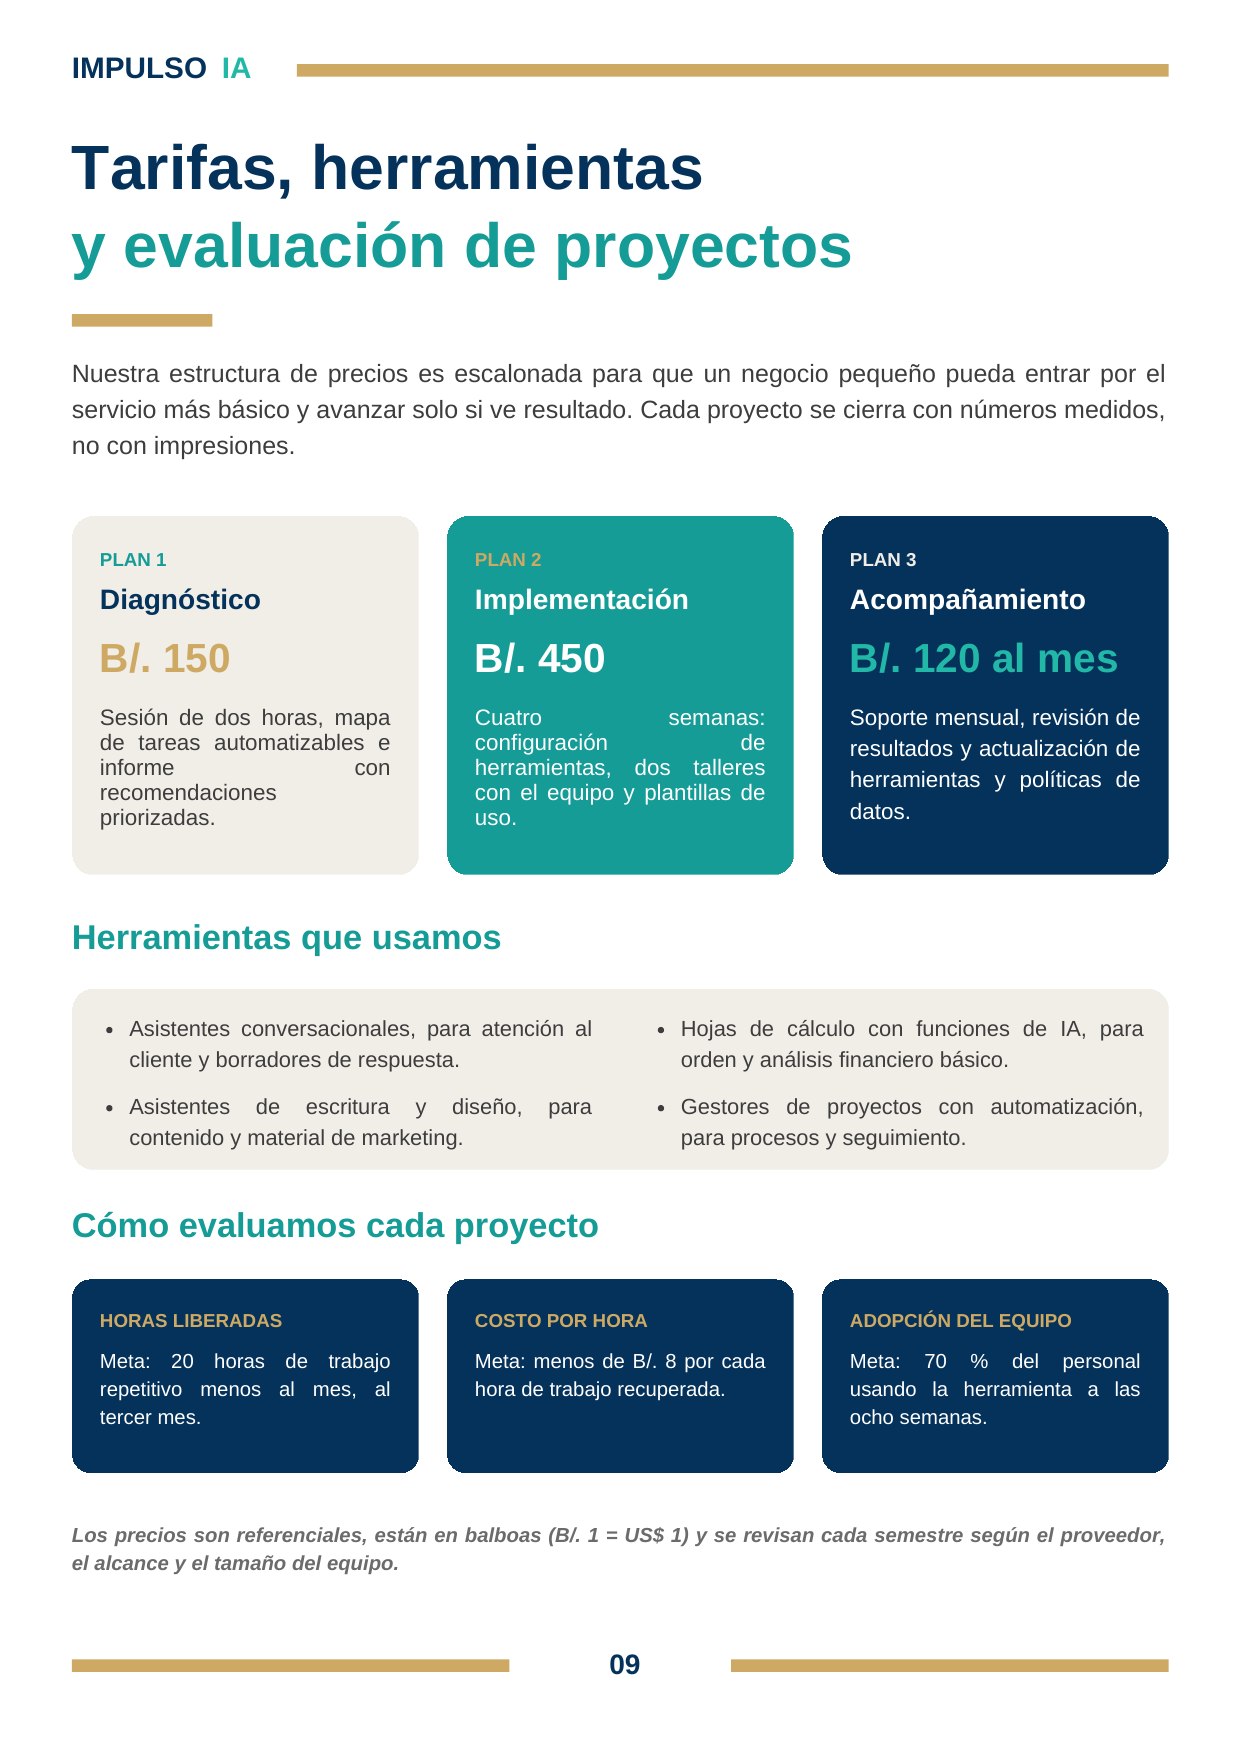 IMPULSO IA
Tarifas, herramientas
y evaluación de proyectos
Nuestra estructura de precios es escalonada para que un negocio pequeño pueda entrar por el
servicio más básico y avanzar solo si ve resultado. Cada proyecto se cierra con números medidos,
no con impresiones.
PLAN 1
Diagnóstico
B/. 150
Sesión de dos horas, mapa
de tareas automatizables e
informe con
recomendaciones
priorizadas.
PLAN 2
Implementación
B/. 450
Cuatro semanas:
configuración de
herramientas, dos talleres
con el equipo y plantillas de
uso.
PLAN 3
Acompañamiento
B/. 120 al mes
Soporte mensual, revisión de
resultados y actualización de
herramientas y políticas de
datos.
Herramientas que usamos
• Asistentes conversacionales, para atención al
cliente y borradores de respuesta.
• Asistentes de escritura y diseño, para
contenido y material de marketing.
• Hojas de cálculo con funciones de IA, para
orden y análisis financiero básico.
• Gestores de proyectos con automatización,
para procesos y seguimiento.
Cómo evaluamos cada proyecto
HORAS LIBERADAS
Meta: 20 horas de trabajo
repetitivo menos al mes, al
tercer mes.
COSTO POR HORA
Meta: menos de B/. 8 por cada
hora de trabajo recuperada.
ADOPCIÓN DEL EQUIPO
Meta: 70 % del personal
usando la herramienta a las
ocho semanas.
Los precios son referenciales, están en balboas (B/. 1 = US$ 1) y se revisan cada semestre según el proveedor,
el alcance y el tamaño del equipo.
09